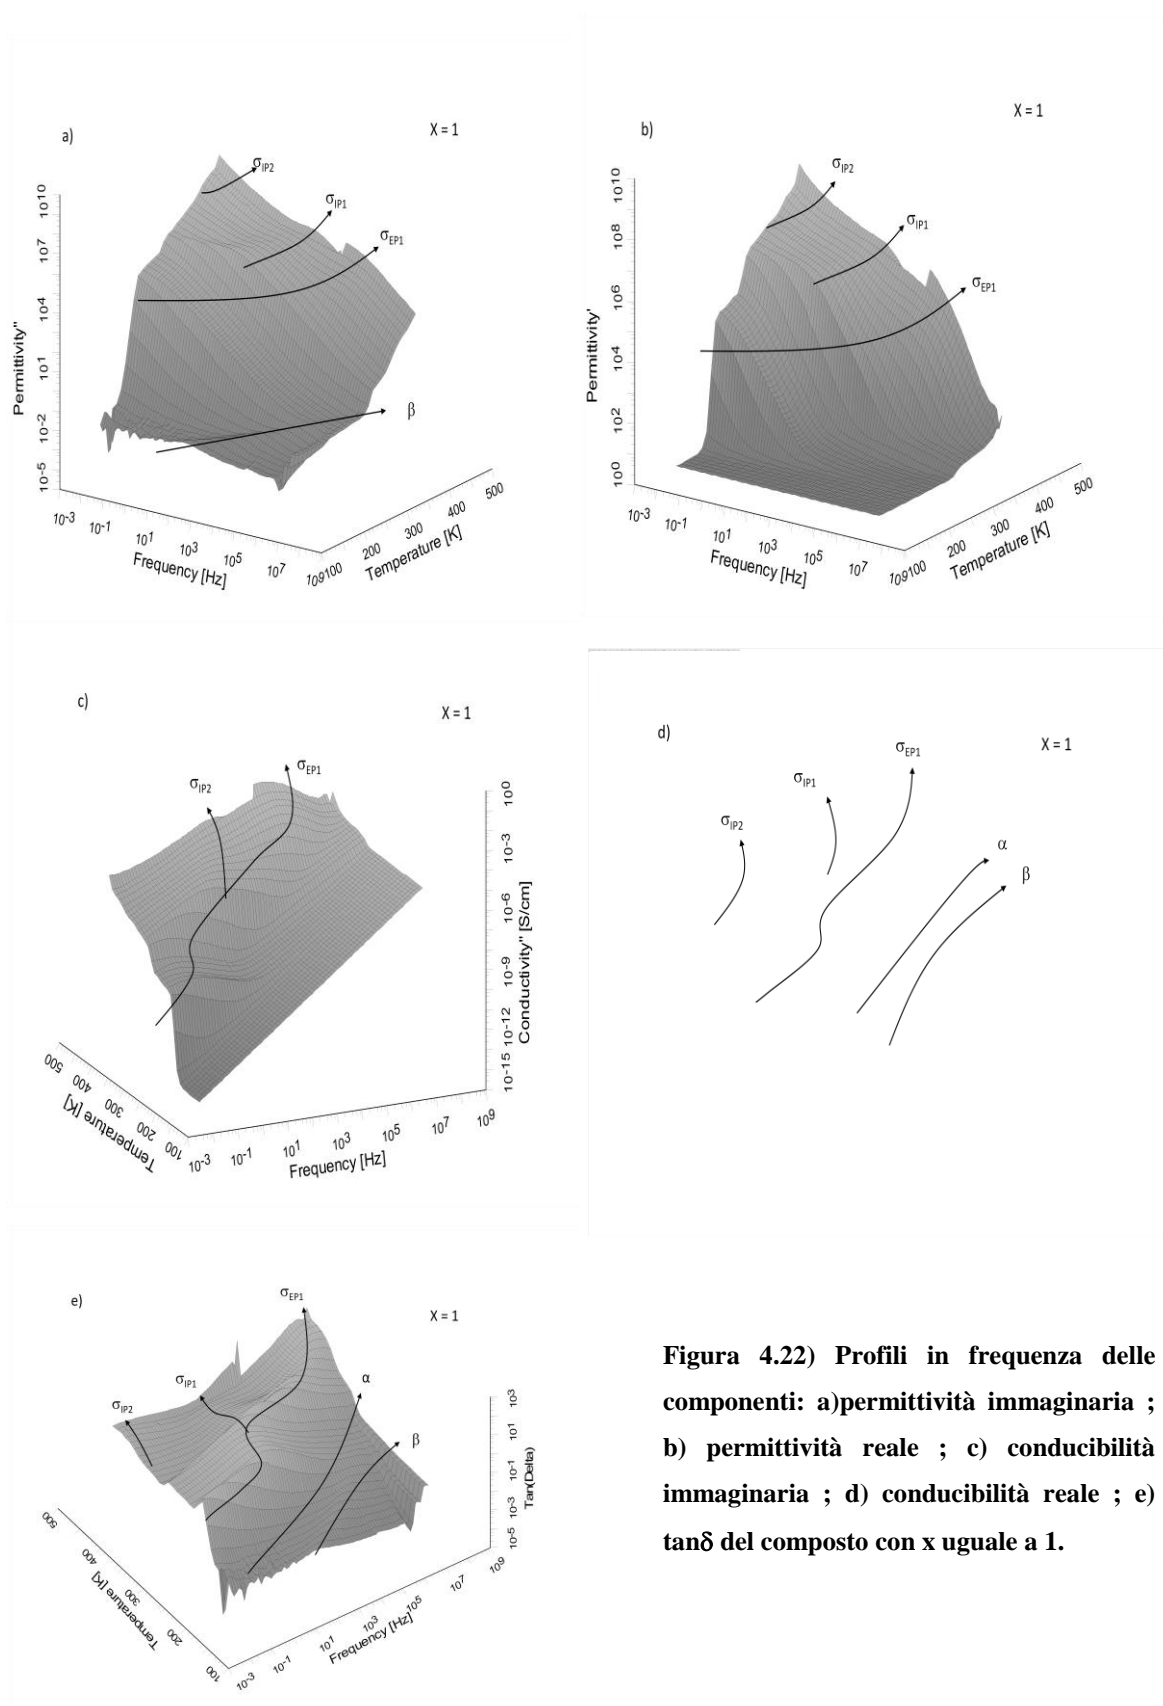 a)
X = 1
σIP2
σIP1
σEP1
β
Permittivity''
10^10
10^7
10^4
10^1
10^-2
10^-5
10^-3 10^-1 10^1 10^3 10^5 10^7 10^9
Frequency [Hz]
100 200 300 400 500
Temperature [K]
b)
X = 1
σIP2
σIP1
σEP1
Permittivity'
10^10
10^8
10^6
10^4
10^2
10^0
10^-3 10^-1 10^1 10^3 10^5 10^7 10^9
Frequency [Hz]
100 200 300 400 500
Temperature [K]
c)
X = 1
σIP2
σEP1
10^0
10^-3
10^-6
10^-9
10^-12
10^-15
Conductivity'' [S/cm]
500 400 300 200 100
Temperature [K]
10^-3 10^-1 10^1 10^3 10^5 10^7 10^9
Frequency [Hz]
d)
X = 1
σEP1
σIP1
σIP2
α
β
e)
X = 1
σEP1
σIP1
σIP2
α
β
10^3
10^1
10^-1
10^-3
10^-5
Tan(Delta)
500 400 300 200 100
Temperature [K]
10^-3 10^-1 10^1 10^3 10^5 10^7 10^9
Frequency [Hz]
Figura 4.22) Profili in frequenza delle
componenti: a)permittività immaginaria ;
b) permittività reale ; c) conducibilità
immaginaria ; d) conducibilità reale ; e)
tanδ del composto con x uguale a 1.